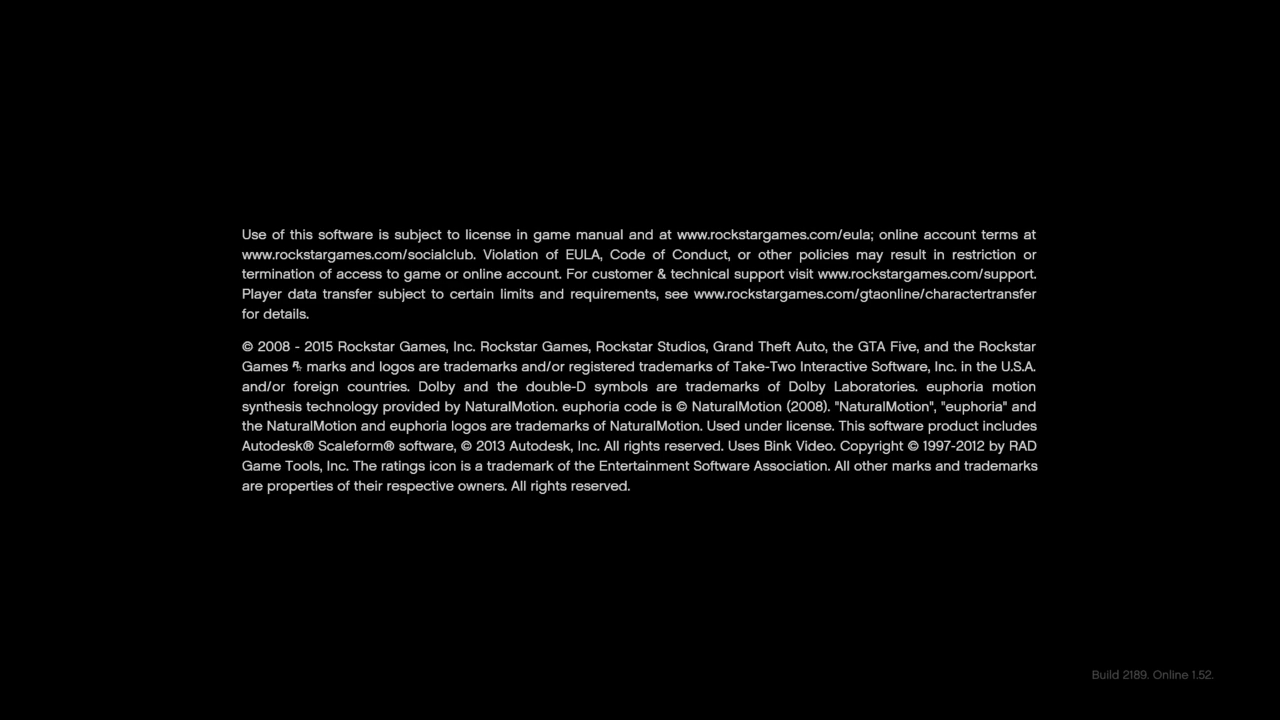 Use of this software is subject to license in game manual and at www.rockstargames.com/eula; online account terms at
www.rockstargames.com/socialclub. Violation of EULA, Code of Conduct, or other policies may result in restriction or
termination of access to game or online account. For customer & technical support visit www.rockstargames.com/support.
Player data transfer subject to certain limits and requirements, see www.rockstargames.com/gtaonline/charactertransfer
for details.
© 2008 - 2015 Rockstar Games, Inc. Rockstar Games, Rockstar Studios, Grand Theft Auto, the GTA Five, and the Rockstar
Games R* marks and logos are trademarks and/or registered trademarks of Take-Two Interactive Software, Inc. in the U.S.A.
and/or foreign countries. Dolby and the double-D symbols are trademarks of Dolby Laboratories. euphoria motion
synthesis technology provided by NaturalMotion. euphoria code is © NaturalMotion (2008). "NaturalMotion", "euphoria" and
the NaturalMotion and euphoria logos are trademarks of NaturalMotion. Used under license. This software product includes
Autodesk® Scaleform® software, © 2013 Autodesk, Inc. All rights reserved. Uses Bink Video. Copyright © 1997-2012 by RAD
Game Tools, Inc. The ratings icon is a trademark of the Entertainment Software Association. All other marks and trademarks
are properties of their respective owners. All rights reserved.
Build 2189. Online 1.52.